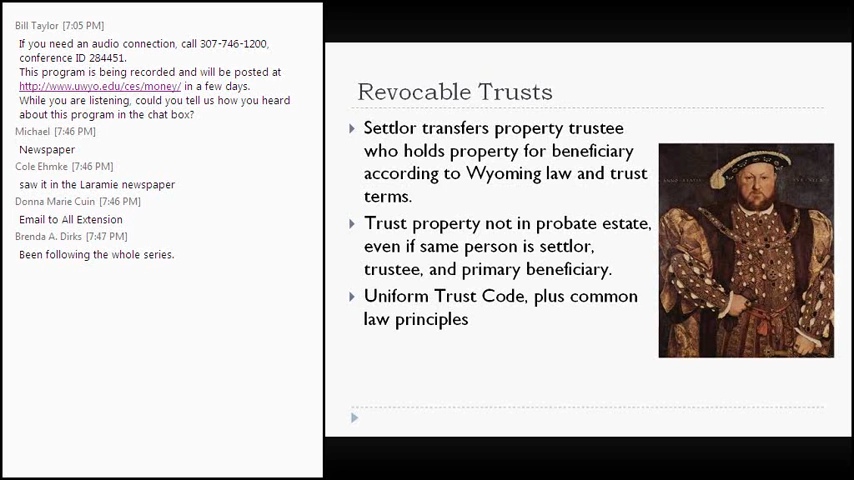 Bill Taylor [7:05 PM]
If you need an audio connection, call 307-746-1200,
conference ID 284451.
This program is being recorded and will be posted at
http://www.uwyo.edu/ces/money/ in a few days.
While you are listening, could you tell us how you heard
about this program in the chat box?
Michael [7:46 PM]
Newspaper
Cole Ehmke [7:46 PM]
saw it in the Laramie newspaper
Donna Marie Cuin [7:46 PM]
Email to All Extension
Brenda A. Dirks [7:47 PM]
Been following the whole series.
Revocable Trusts
Settlor transfers property trustee
who holds property for beneficiary
according to Wyoming law and trust
terms.
Trust property not in probate estate,
even if same person is settlor,
trustee, and primary beneficiary.
Uniform Trust Code, plus common
law principles